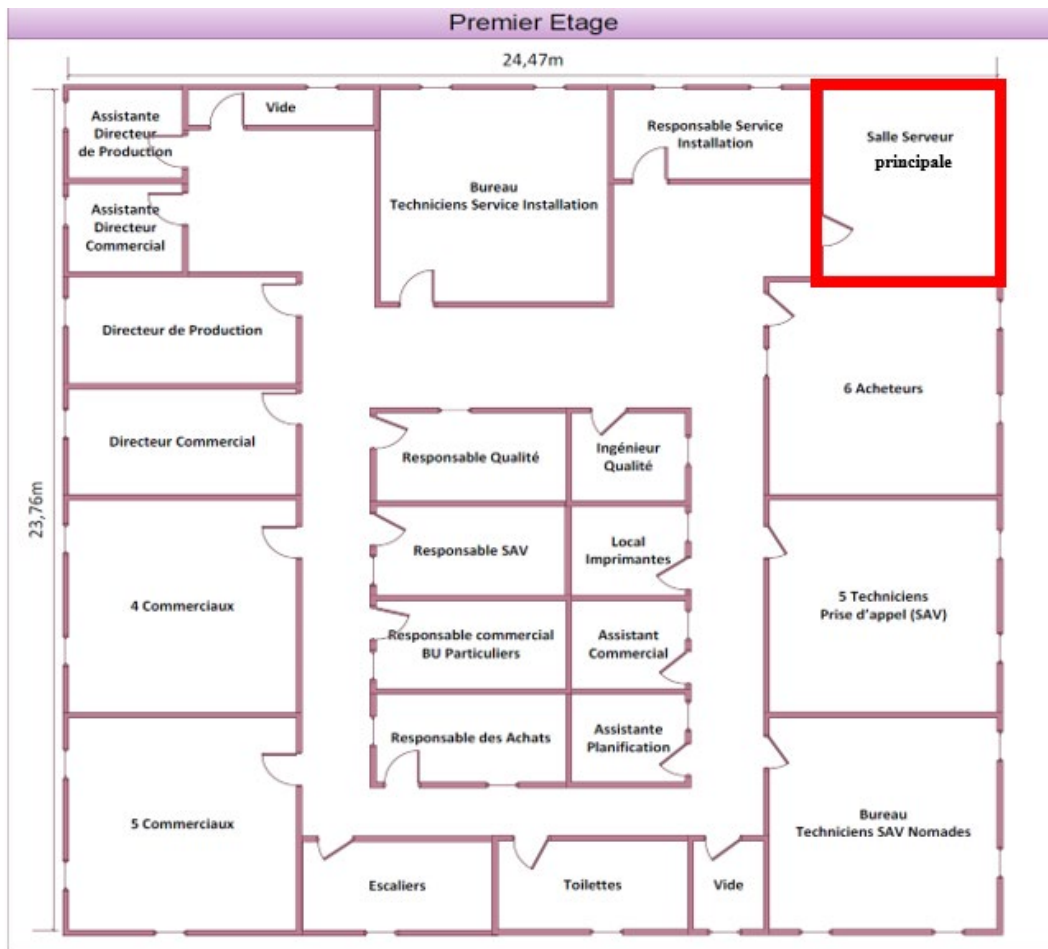 Premier Etage
24,47m
Assistante
Directeur
de Production
Vide
Bureau
Techniciens Service Installation
Responsable Service
Installation
Salle Serveur
principale
Assistante
Directeur
Commercial
Directeur de Production
6 Acheteurs
Directeur Commercial
Responsable Qualité
Ingénieur
Qualité
23,76m
Responsable SAV
Local
Imprimantes
4 Commerciaux
5 Techniciens
Prise d'appel (SAV)
Responsable commercial
BU Particuliers
Assistant
Commercial
Responsable des Achats
Assistante
Planification
5 Commerciaux
Bureau
Techniciens SAV Nomades
Escaliers
Toilettes
Vide